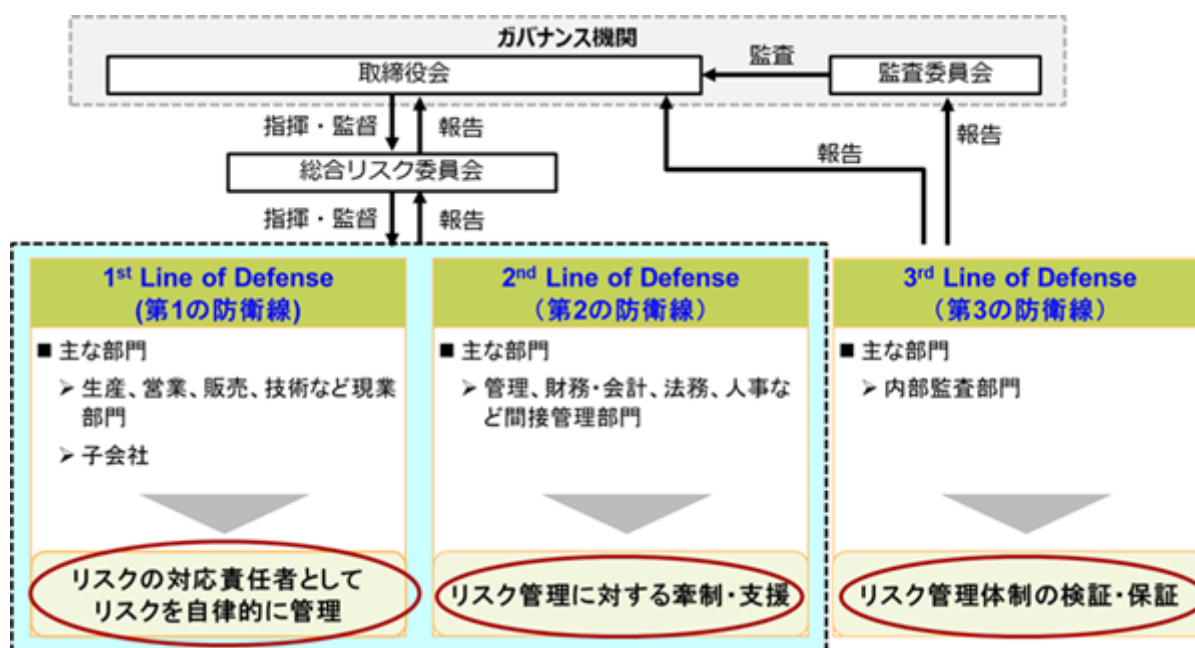 ガバナンス機関
取締役会
監査
監査委員会
指揮・監督
報告
報告
報告
総合リスク委員会
指揮・監督
報告
1st Line of Defense
(第1の防衛線)
■ 主な部門
➢ 生産、営業、販売、技術など現業
部門
➢ 子会社
リスクの対応責任者として
リスクを自律的に管理
2nd Line of Defense
（第2の防衛線）
■ 主な部門
➢ 管理、財務・会計、法務、人事な
ど間接管理部門
リスク管理に対する牽制・支援
3rd Line of Defense
（第3の防衛線）
■ 主な部門
➢ 内部監査部門
リスク管理体制の検証・保証